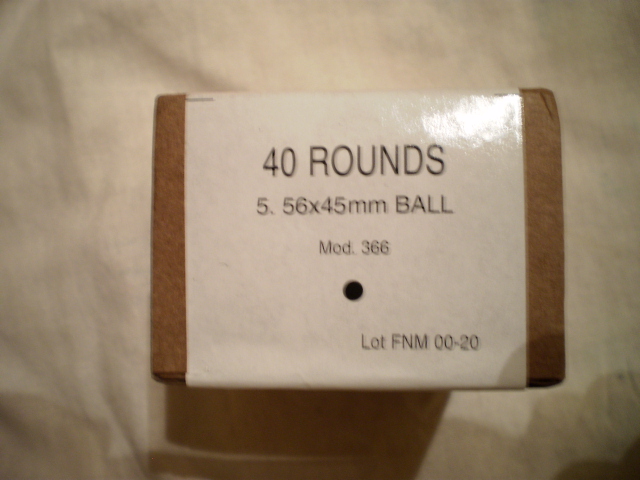 40 ROUNDS
5. 56x45mm BALL
Mod. 366
Lot FNM 00-20